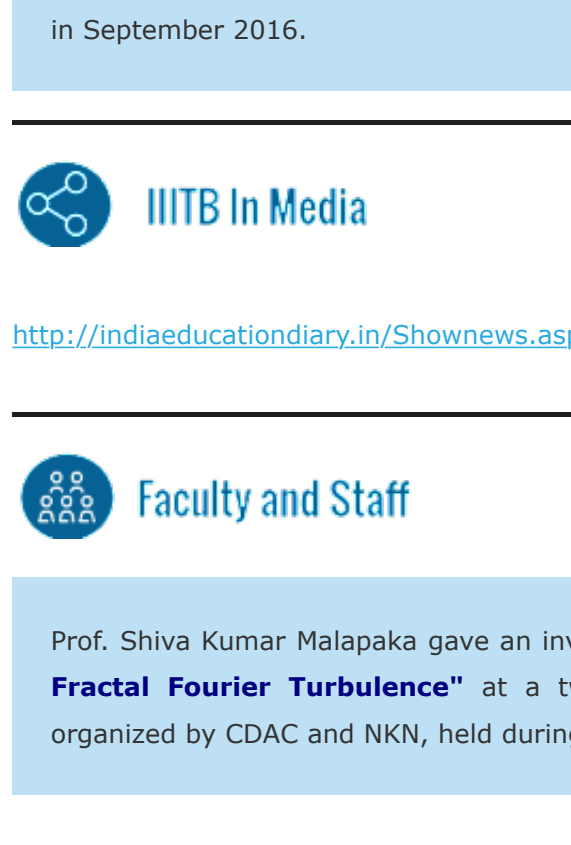 in September 2016.
IIITB In Media
http://indiaeducationdiary.in/Shownews.asp
Faculty and Staff
Prof. Shiva Kumar Malapaka gave an inv
Fractal Fourier Turbulence" at a tw
organized by CDAC and NKN, held during